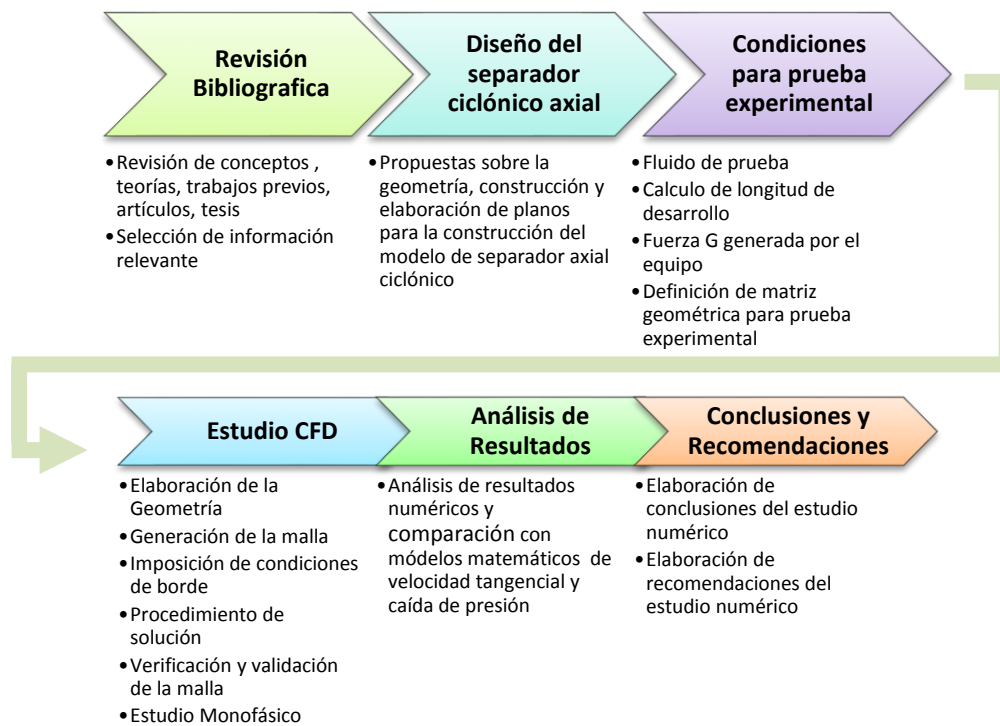 Revisión
Bibliografica
•Revisión de conceptos ,
teorías, trabajos previos,
artículos, tesis
•Selección de información
relevante
Diseño del
separador
ciclónico axial
•Propuestas sobre la
geometría, construcción y
elaboración de planos
para la construcción del
modelo de separador axial
ciclónico
Condiciones
para prueba
experimental
•Fluido de prueba
•Calculo de longitud de
desarrollo
•Fuerza G generada por el
equipo
•Definición de matriz
geométrica para prueba
experimental
Estudio CFD
•Elaboración de la
Geometría
•Generación de la malla
•Imposición de condiciones
de borde
•Procedimiento de
solución
•Verificación y validación
de la malla
•Estudio Monofásico
Análisis de
Resultados
•Análisis de resultados
numéricos y
comparación con
módelos matemáticos de
velocidad tangencial y
caída de presión
Conclusiones y
Recomendaciones
•Elaboración de
conclusiones del estudio
numérico
•Elaboración de
recomendaciones del
estudio numérico